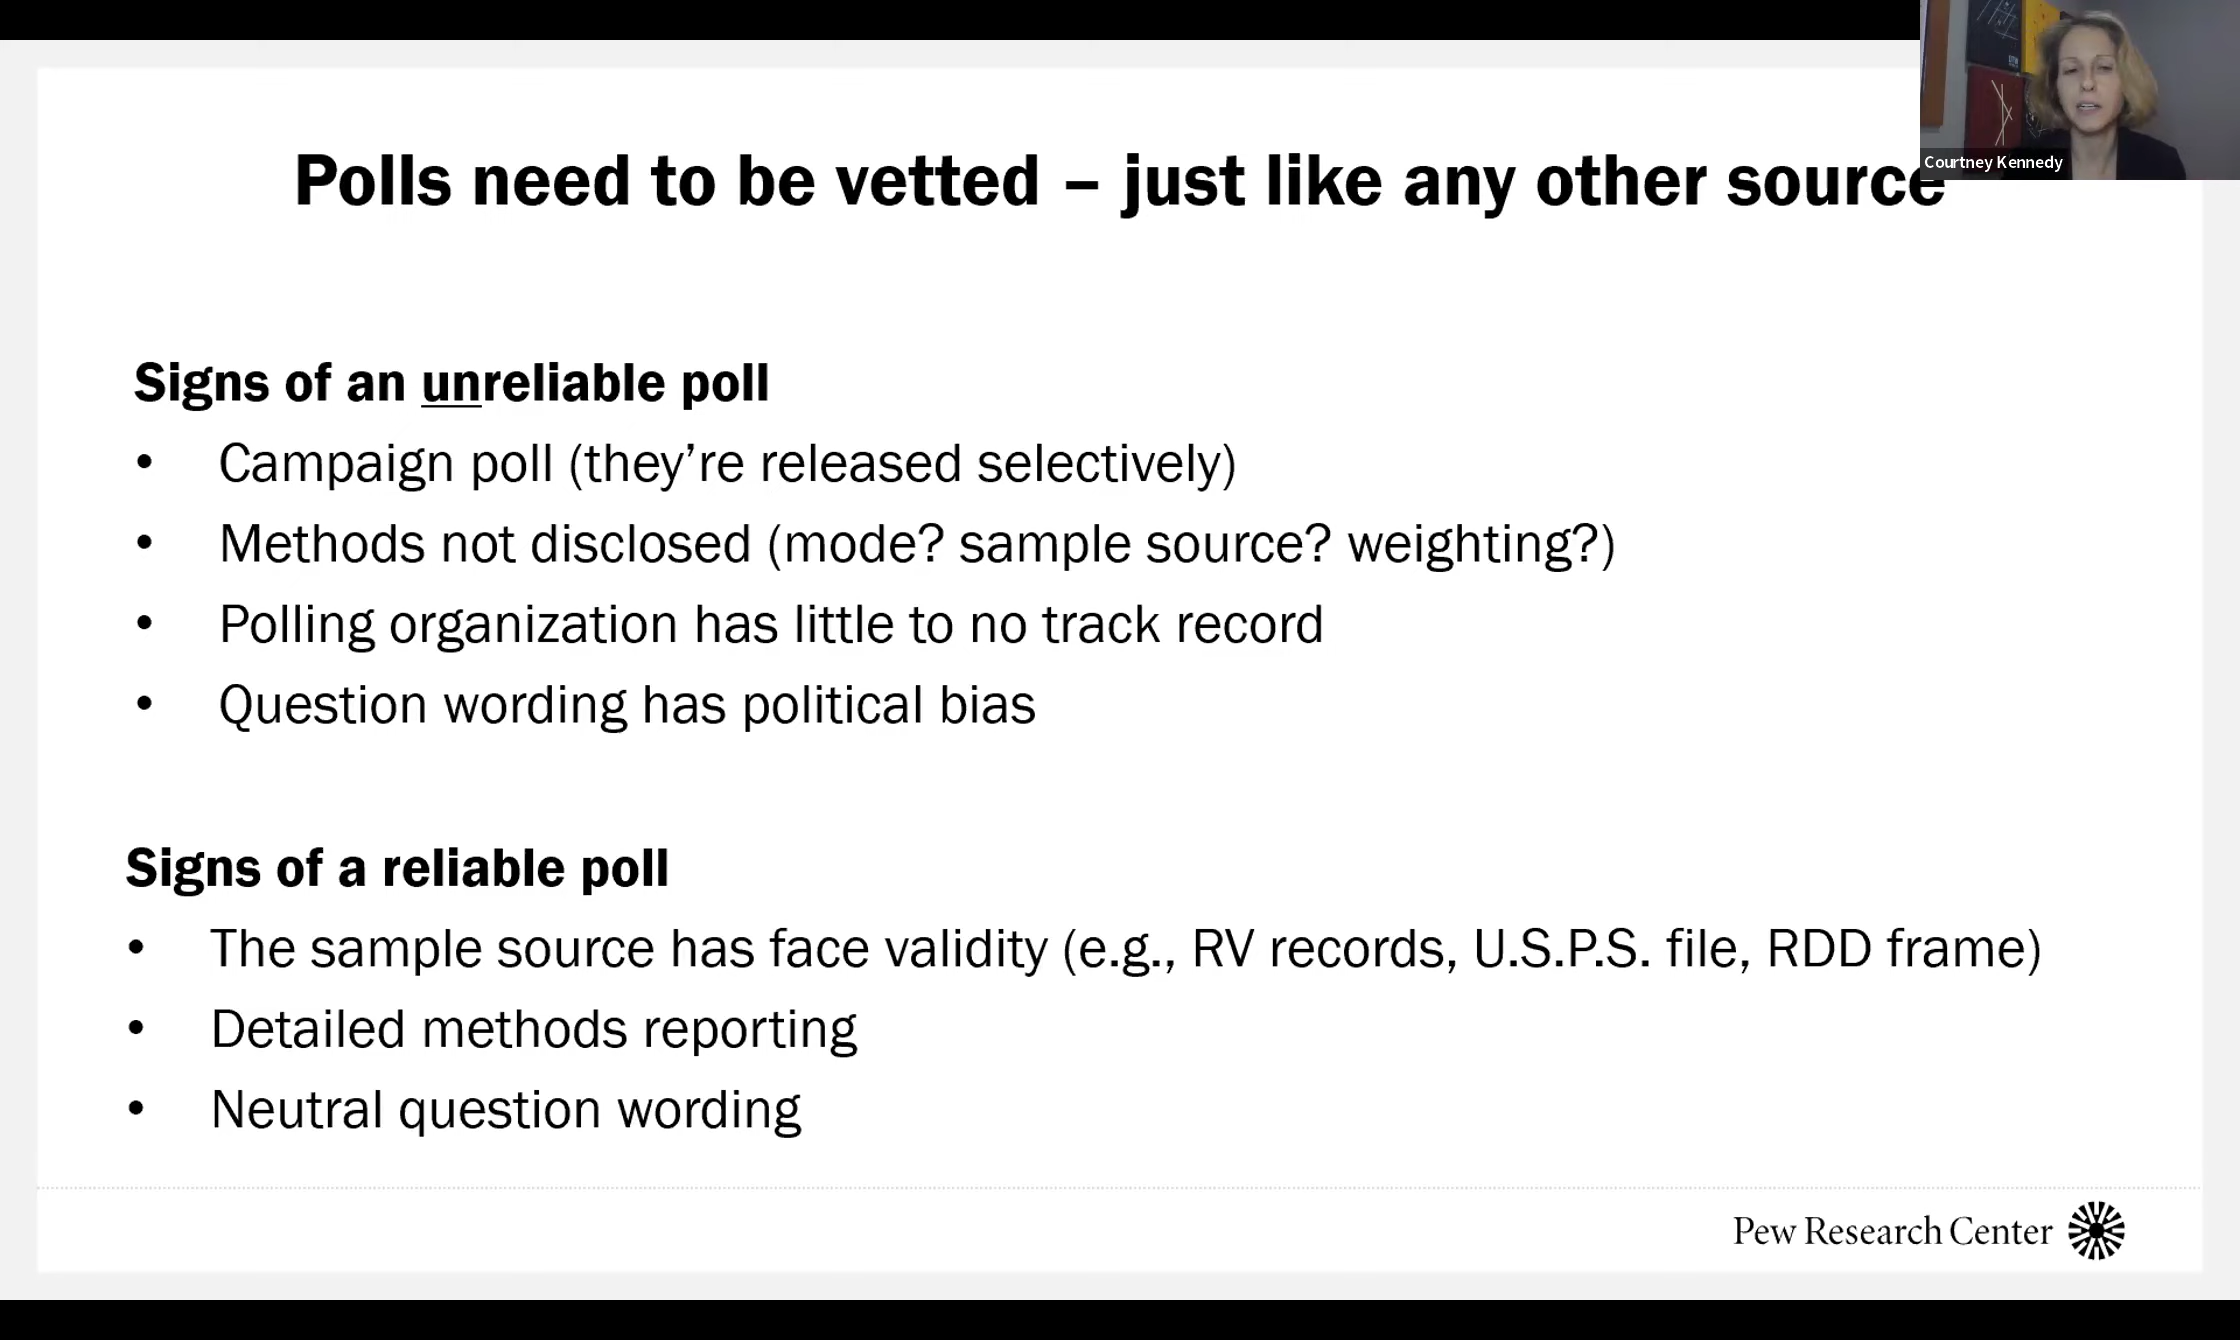 Courtney Kennedy
Polls need to be vetted – just like any other source
Signs of an unreliable poll
• Campaign poll (they’re released selectively)
• Methods not disclosed (mode? sample source? weighting?)
• Polling organization has little to no track record
• Question wording has political bias
Signs of a reliable poll
• The sample source has face validity (e.g., RV records, U.S.P.S. file, RDD frame)
• Detailed methods reporting
• Neutral question wording
Pew Research Center